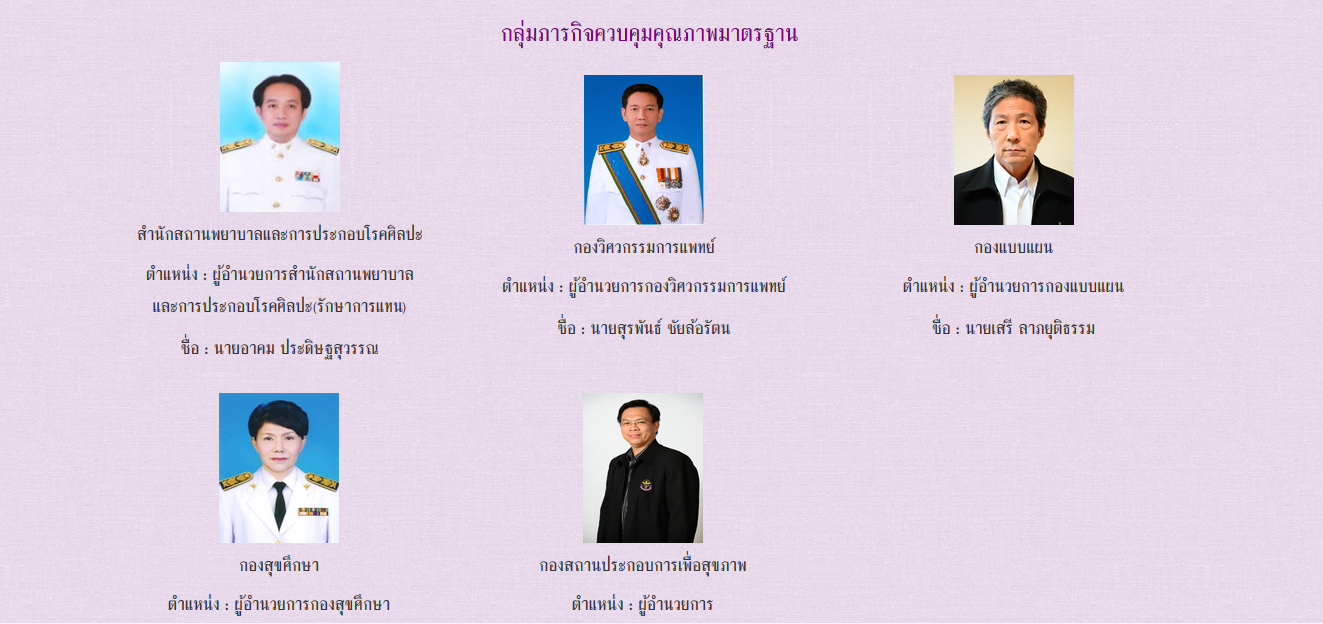 กลุ่มภารกิจควบคุมคุณภาพมาตรฐาน
สำนักสถานพยาบาลและการประกอบโรคศิลปะ
ตำแหน่ง : ผู้อำนวยการสำนักสถานพยาบาล
และการประกอบโรคศิลปะ(รักษาการแทน)
ชื่อ : นายอาคม ประดิษฐสุวรรณ
กองวิศวกรรมการแพทย์
ตำแหน่ง : ผู้อำนวยการกองวิศวกรรมการแพทย์
ชื่อ : นายสุรพันธ์ ชัยล้อรัตน
กองแบบแผน
ตำแหน่ง : ผู้อำนวยการกองแบบแผน
ชื่อ : นายเสรี ลาภยุติธรรม
กองสุขศึกษา
ตำแหน่ง : ผู้อำนวยการกองสุขศึกษา
กองสถานประกอบการเพื่อสุขภาพ
ตำแหน่ง : ผู้อำนวยการ